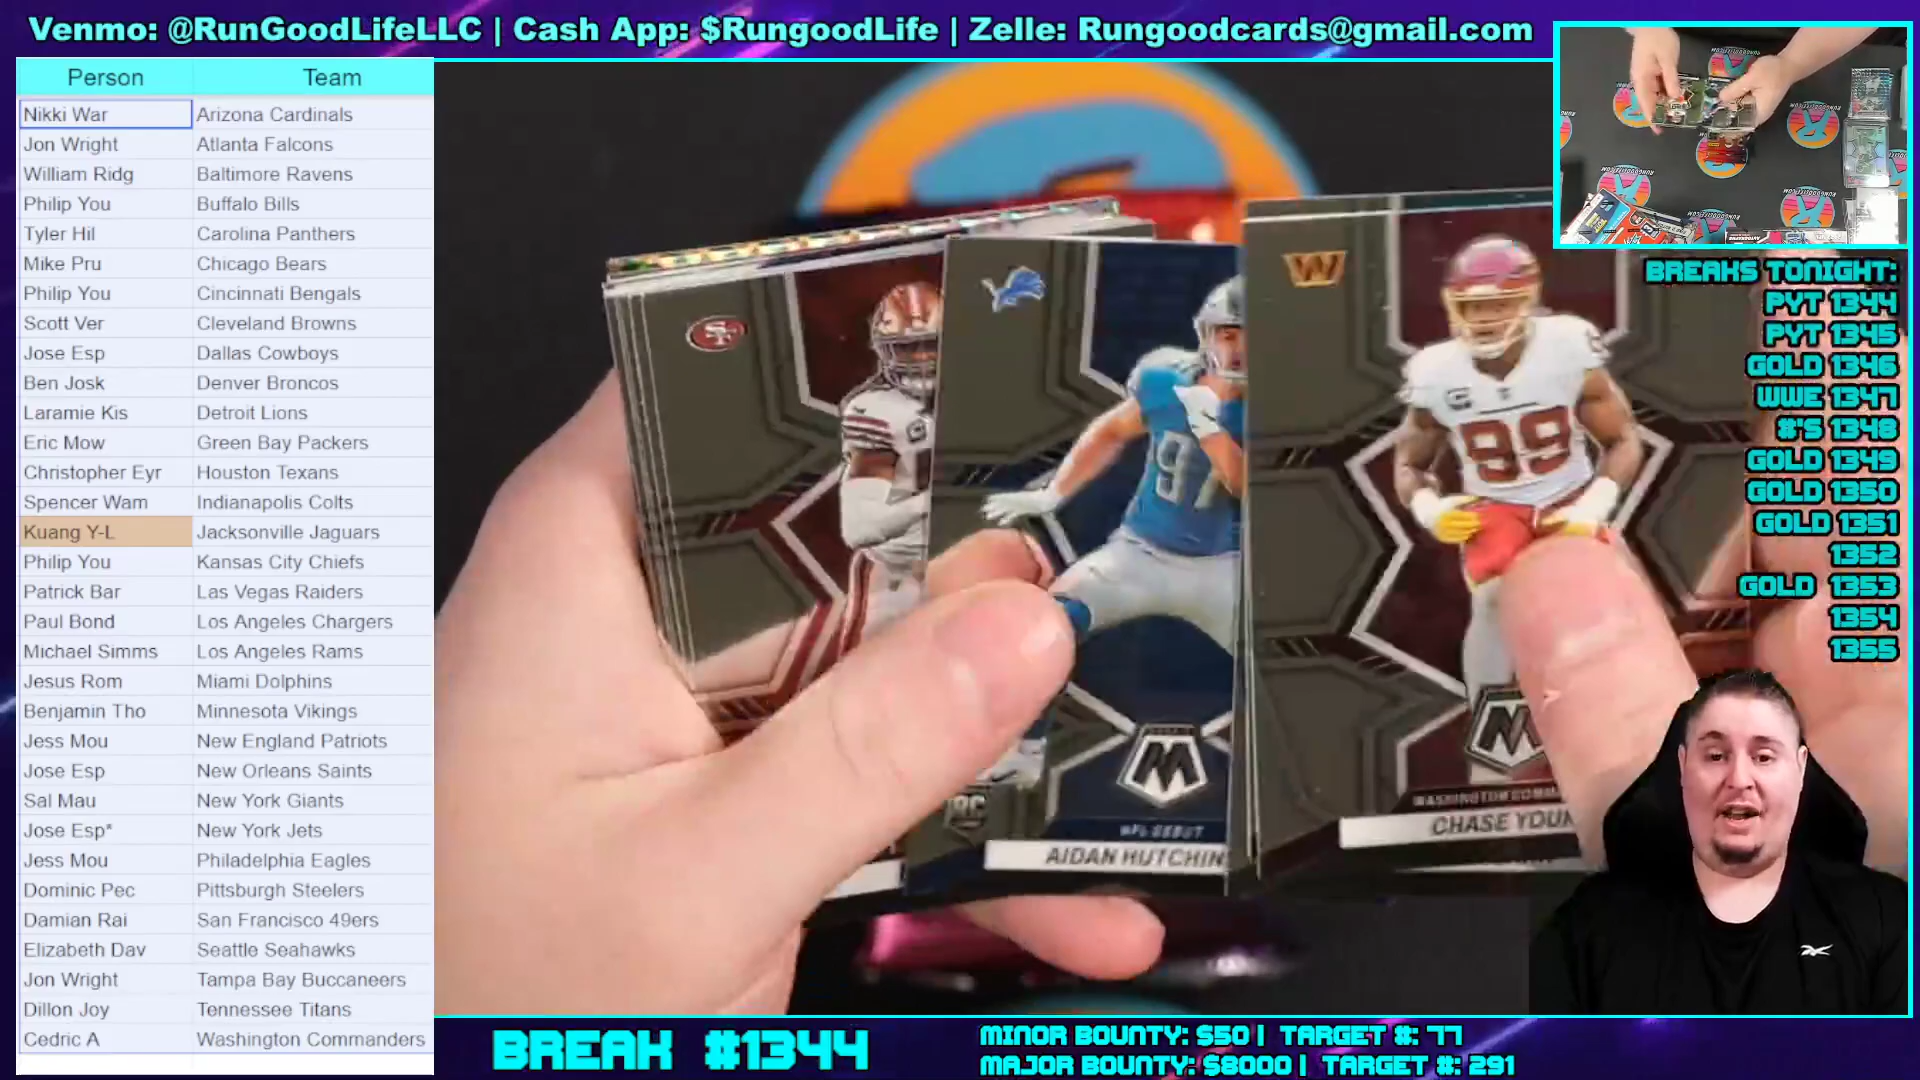 Venmo: @RunGoodLifeLLC | Cash App: $RungoodLife | Zelle: Rungoodcards@gmail.com
Person Team
Nikki War Arizona Cardinals
Jon Wright Atlanta Falcons
William Ridg Baltimore Ravens
Philip You Buffalo Bills
Tyler Hil Carolina Panthers
Mike Pru Chicago Bears
Philip You Cincinnati Bengals
Scott Ver Cleveland Browns
Jose Esp Dallas Cowboys
Ben Josk Denver Broncos
Laramie Kis Detroit Lions
Eric Mow Green Bay Packers
Christopher Eyr Houston Texans
Spencer Wam Indianapolis Colts
Kuang Y-L Jacksonville Jaguars
Philip You Kansas City Chiefs
Patrick Bar Las Vegas Raiders
Paul Bond Los Angeles Chargers
Michael Simms Los Angeles Rams
Jesus Rom Miami Dolphins
Benjamin Tho Minnesota Vikings
Jess Mou New England Patriots
Jose Esp New Orleans Saints
Sal Mau New York Giants
Jose Esp* New York Jets
Jess Mou Philadelphia Eagles
Dominic Pec Pittsburgh Steelers
Damian Rai San Francisco 49ers
Elizabeth Dav Seattle Seahawks
Jon Wright Tampa Bay Buccaneers
Dillon Joy Tennessee Titans
Cedric A Washington Commanders
BREAKS TONIGHT:
PYT 1344
PYT 1345
GOLD 1346
WWE 1347
#'S 1348
GOLD 1349
GOLD 1350
GOLD 1351
1352
GOLD 1353
1354
1355
SF
W
99
97
M
M
RC
NFL DEBUT
AIDAN HUTCHIN
WASHINGTON COMM
CHASE YOUN
BREAK #1344
MINOR BOUNTY: $50 | TARGET #: 77
MAJOR BOUNTY: $8000 | TARGET #: 291